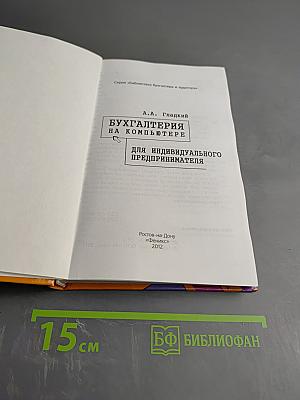 Серия «Библиотека бухгалтера и аудитора»
А.А. Гладкий
БУХГАЛТЕРИЯ
НА КОМПЬЮТЕРЕ
ДЛЯ ИНДИВИДУАЛЬНОГО
ПРЕДПРИНИМАТЕЛЯ
Ростов-на-Дону
«Феникс»
2012
15 см
БФ БИБЛИОФАН